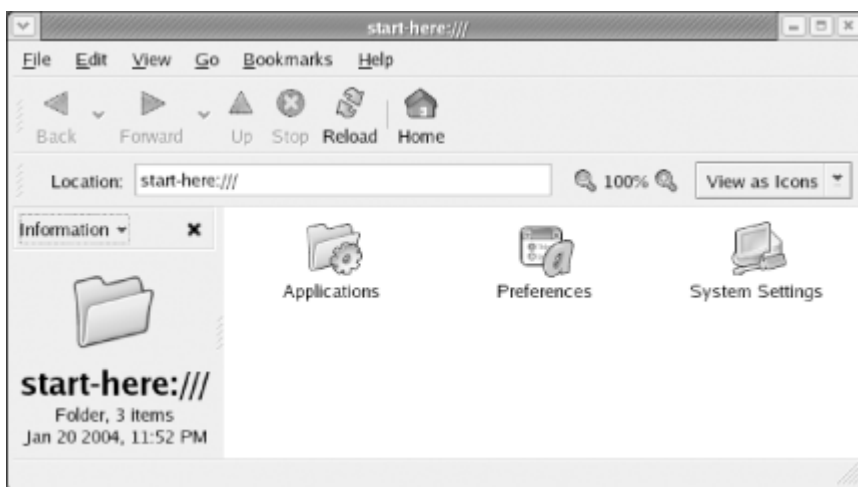 start-here:///
File Edit View Go Bookmarks Help
Back Forward Up Stop Reload Home
Location: start-here:/// 100% View as Icons
Information
Applications Preferences System Settings
start-here:///
Folder, 3 items
Jan 20 2004, 11:52 PM